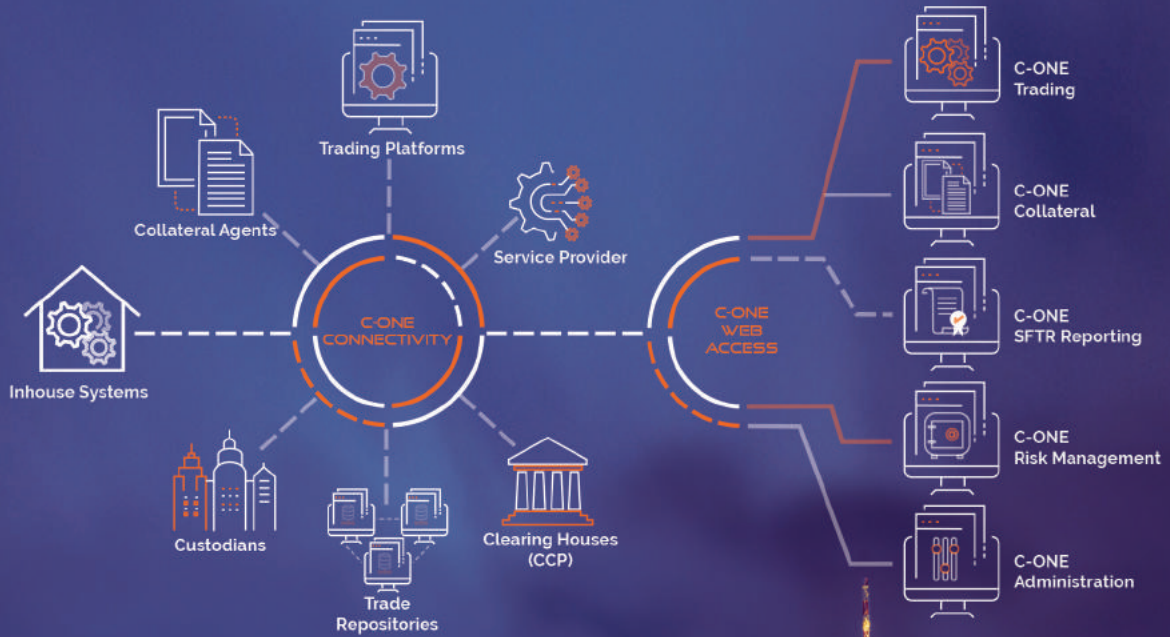 Trading Platforms
Collateral Agents
Service Provider
C-ONE
CONNECTIVITY
Inhouse Systems
Custodians
Trade
Repositories
Clearing Houses
(CCP)
C-ONE
WEB
ACCESS
C-ONE
Trading
C-ONE
Collateral
C-ONE
SFTR Reporting
C-ONE
Risk Management
C-ONE
Administration